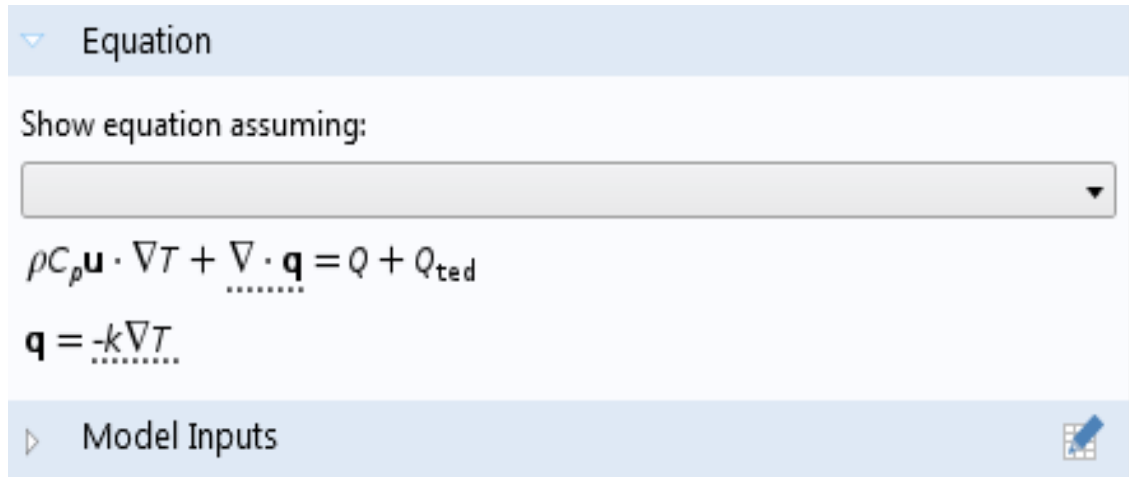 Equation
Show equation assuming:
ρC_p**u** · ∇T + ∇ · **q** = Q + Q_ted
**q** = -k∇T
Model Inputs